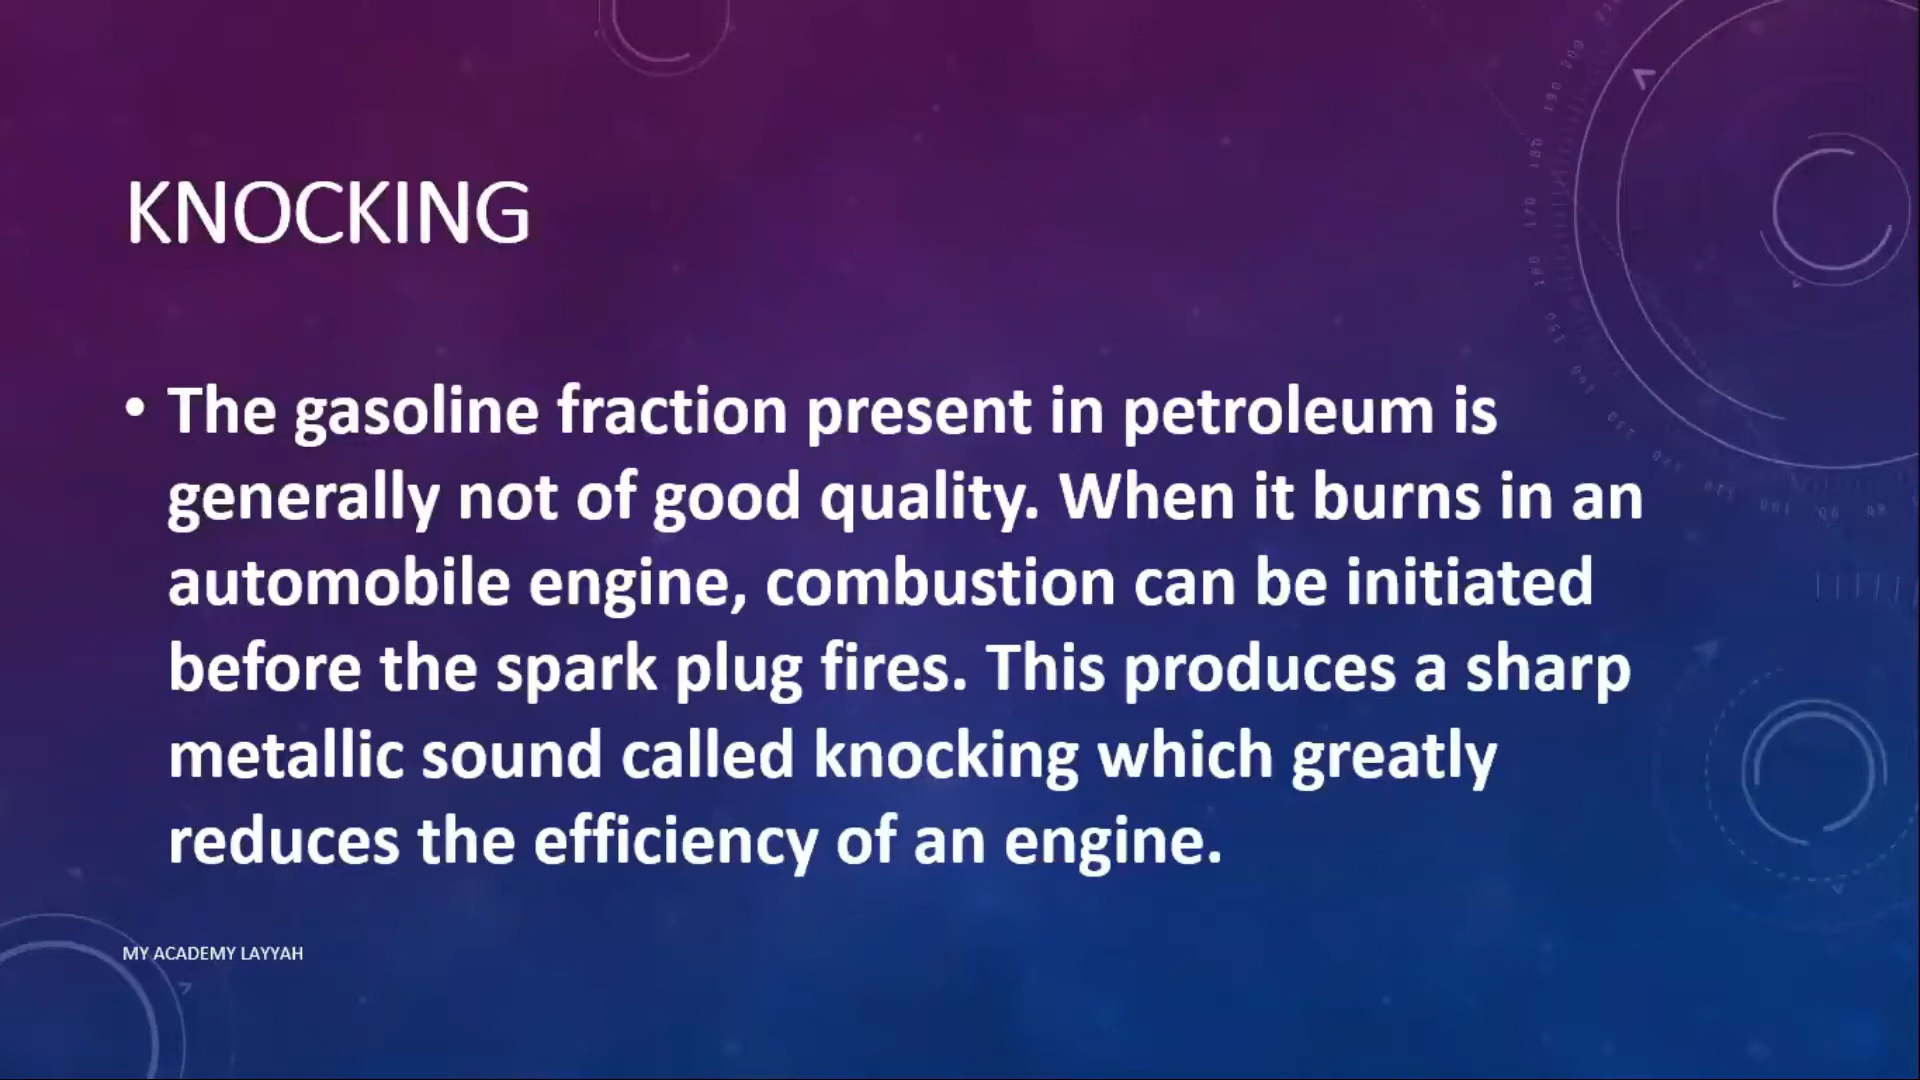 KNOCKING
• The gasoline fraction present in petroleum is
generally not of good quality. When it burns in an
automobile engine, combustion can be initiated
before the spark plug fires. This produces a sharp
metallic sound called knocking which greatly
reduces the efficiency of an engine.
MY ACADEMY LAYYAH